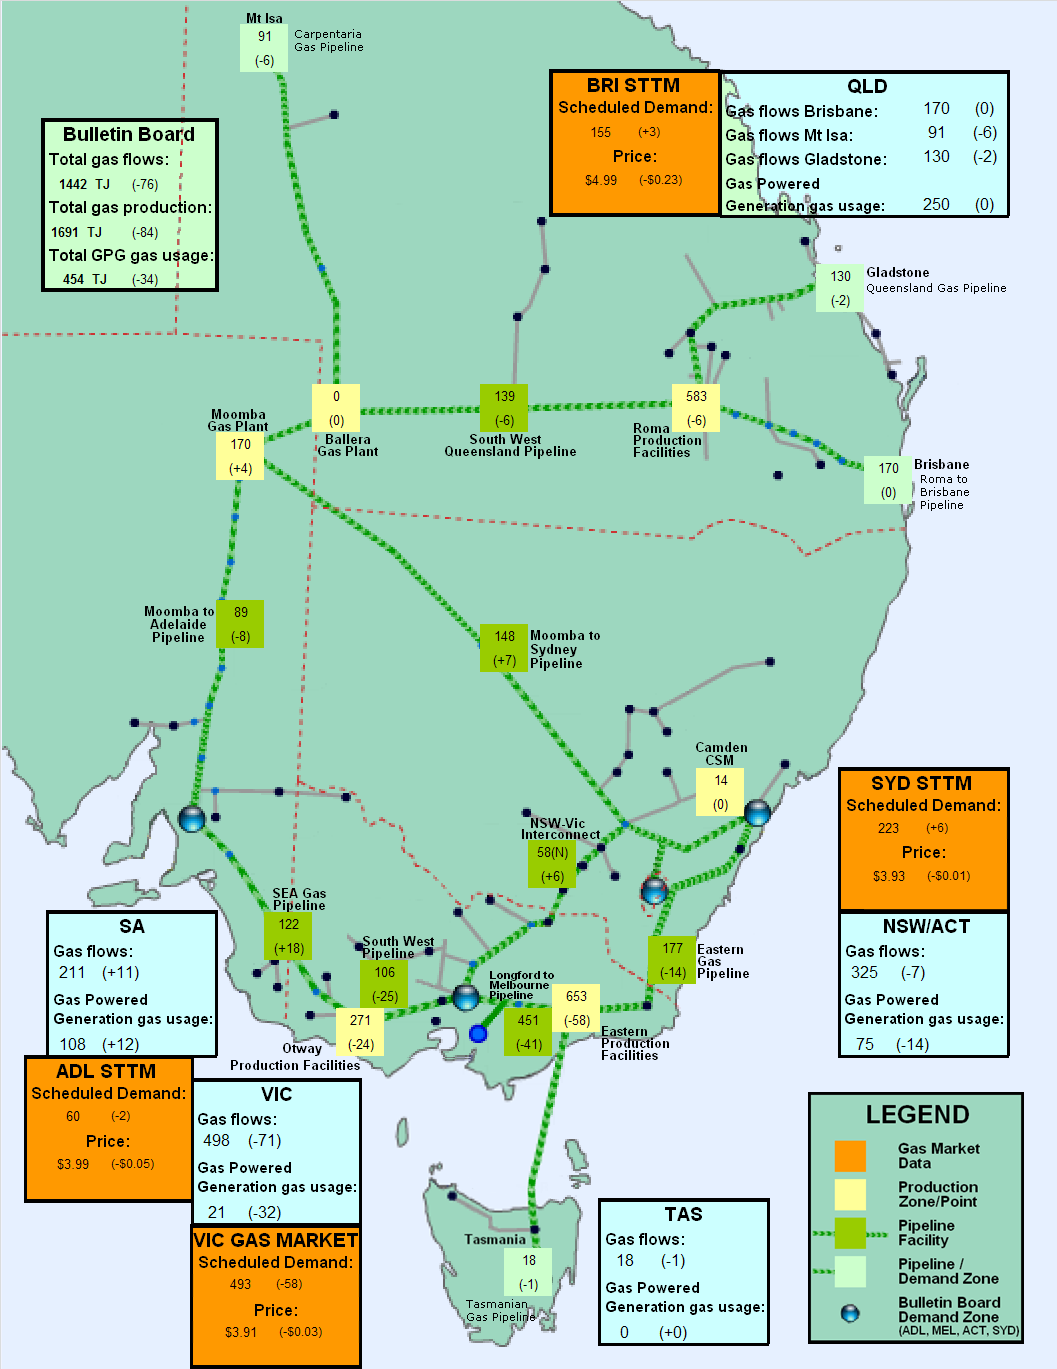 Mt Isa
91
(-6)
Carpentaria
Gas Pipeline
Bulletin Board
Total gas flows:
1442 TJ (-76)
Total gas production:
1691 TJ (-84)
Total GPG gas usage:
454 TJ (-34)
BRI STTM
Scheduled Demand:
155 (+3)
Price:
$4.99 (-$0.23)
QLD
Gas flows Brisbane: 170 (0)
Gas flows Mt Isa: 91 (-6)
Gas flows Gladstone: 130 (-2)
Gas Powered
Generation gas usage: 250 (0)
130
(-2)
Gladstone
Queensland Gas Pipeline
0
(0)
Ballera
Gas Plant
139
(-6)
South West
Queensland Pipeline
583
(-6)
Roma
Production
Facilities
Moomba
Gas Plant
170
(+4)
170
(0)
Brisbane
Roma to
Brisbane
Pipeline
Moomba to
Adelaide
Pipeline
89
(-8)
148
(+7)
Moomba to
Sydney
Pipeline
Camden
CSM
14
(0)
NSW-Vic
Interconnect
58(N)
(+6)
SYD STTM
Scheduled Demand:
223 (+6)
Price:
$3.93 (-$0.01)
NSW/ACT
Gas flows:
325 (-7)
Gas Powered
Generation gas usage:
75 (-14)
SEA Gas
Pipeline
122
(+18)
South West
Pipeline
106
(-25)
177
(-14)
Eastern
Gas
Pipeline
Longford to
Melbourne
Pipeline
451
(-41)
653
(-58)
Eastern
Production
Facilities
271
(-24)
Otway
Production Facilities
SA
Gas flows:
211 (+11)
Gas Powered
Generation gas usage:
108 (+12)
ADL STTM
Scheduled Demand:
60 (-2)
Price:
$3.99 (-$0.05)
VIC
Gas flows:
498 (-71)
Gas Powered
Generation gas usage:
21 (-32)
VIC GAS MARKET
Scheduled Demand:
493 (-58)
Price:
$3.91 (-$0.03)
Tasmania
18
(-1)
Tasmanian
Gas Pipeline
TAS
Gas flows:
18 (-1)
Gas Powered
Generation gas usage:
0 (+0)
LEGEND
Gas Market
Data
Production
Zone/Point
Pipeline
Facility
Pipeline /
Demand Zone
Bulletin Board
Demand Zone
(ADL, MEL, ACT, SYD)